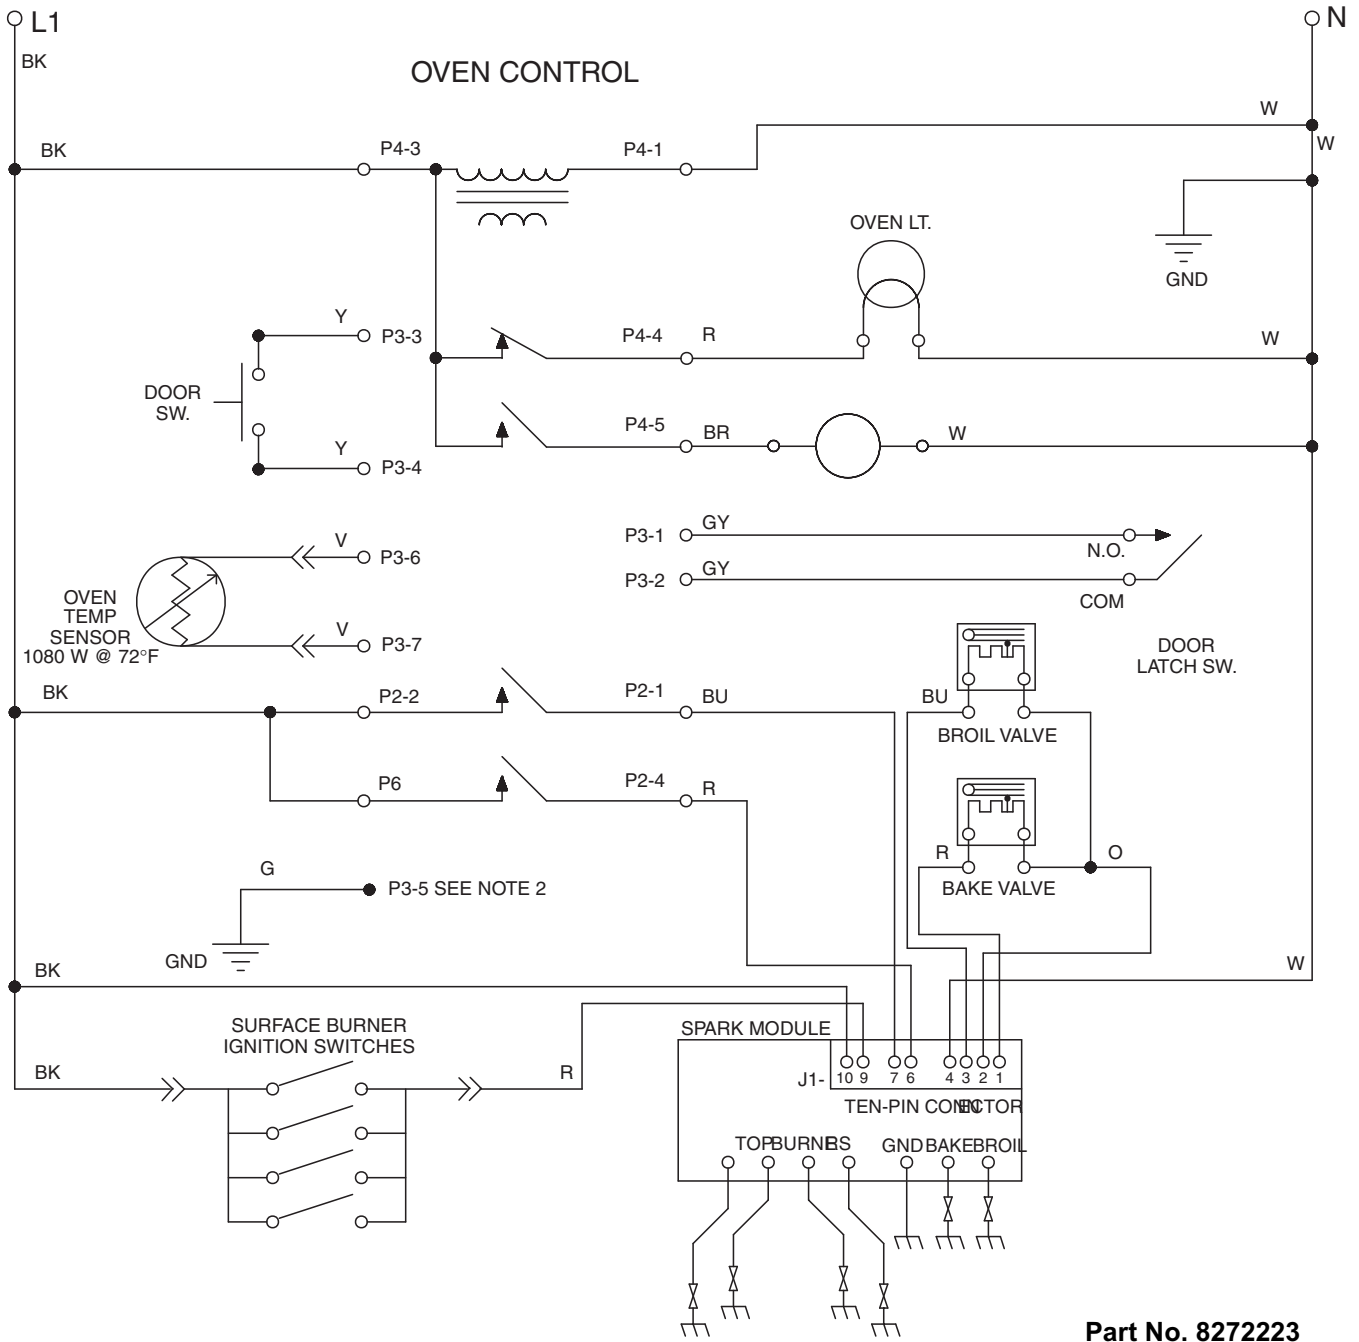 L1
N
BK
OVEN CONTROL
W
W
BK
P4-3
P4-1
OVEN LT.
GND
Y
P3-3
P4-4
R
W
DOOR
SW.
P4-5
BR
W
Y
P3-4
P3-1
GY
N.O.
V
P3-6
P3-2
GY
COM
OVEN
TEMP
SENSOR
1080 W @ 72°F
V
P3-7
DOOR
LATCH SW.
BK
P2-2
P2-1
BU
BU
BROIL VALVE
P6
P2-4
R
R
O
BAKE VALVE
G
P3-5 SEE NOTE 2
GND
BK
W
SURFACE BURNER
IGNITION SWITCHES
SPARK MODULE
BK
R
J1-
10 9 7 6 4 3 2 1
TEN-PIN CONNECTOR
TOP BURNERS
GND BAKE BROIL
Part No. 8272223